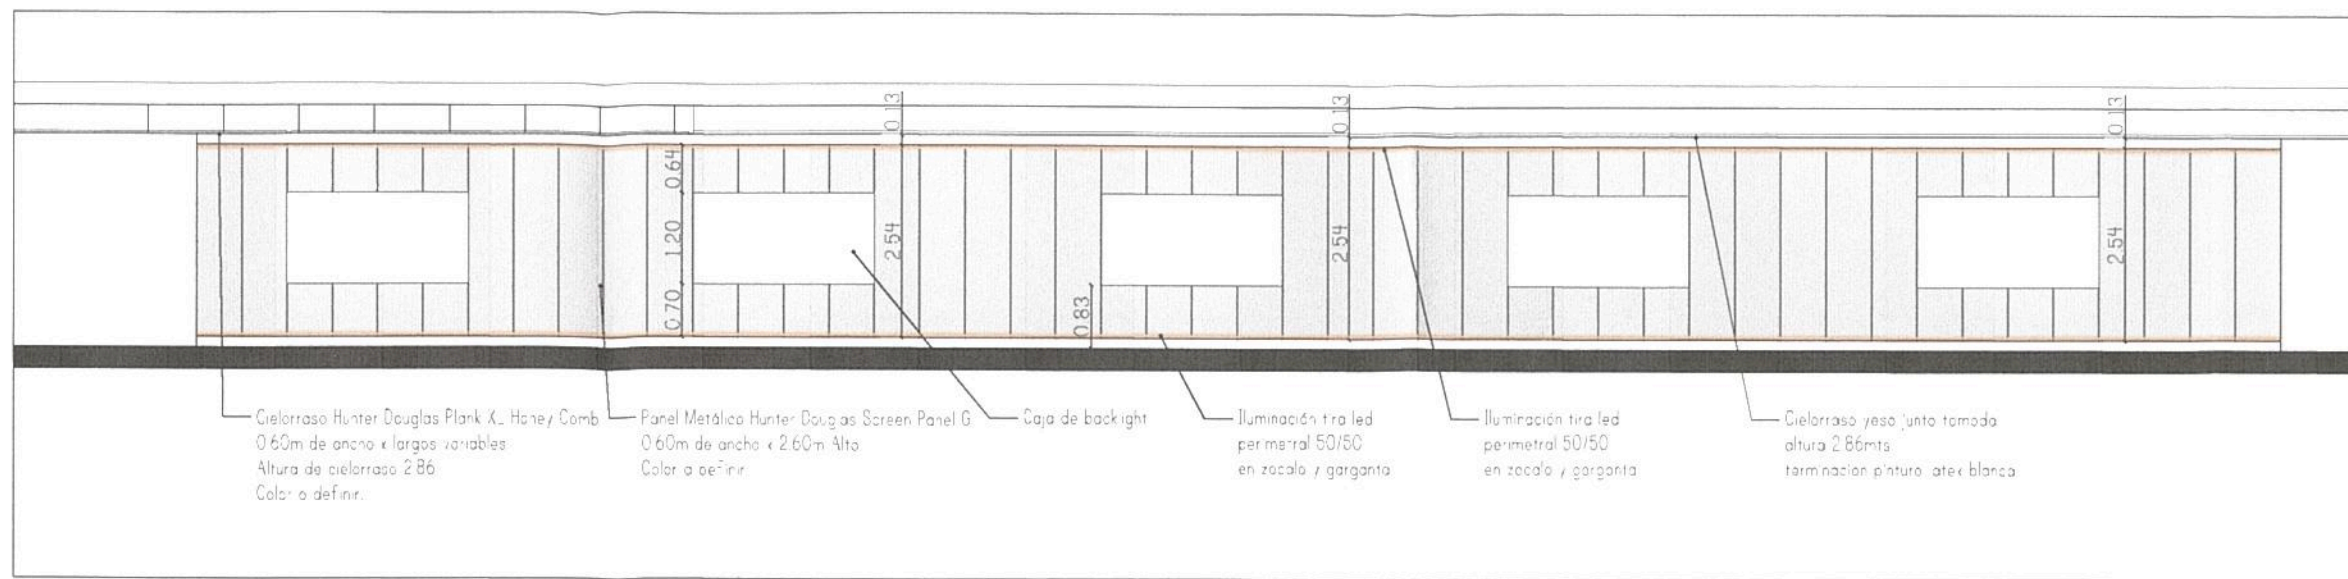 0.13
0.13
0.13
0.64
1.20
0.70
2.54
0.83
2.54
2.54
Cielorraso Hunter Douglas Plank XL Honey Comb
0.60m de ancho x largos variables
Altura de cielorraso 2.86
Color a definir.
Panel Metálico Hunter Douglas Screen Panel G
0.60m de ancho x 2.60m Alto
Color a definir
Caja de backlight
Iluminación tira led
perimetral 50/50
en zocalo y garganta
Iluminación tira led
perimetral 50/50
en zocalo y garganta
Cielorraso yeso junta tomada
altura 2.86mts
terminacion pintura latex blanca